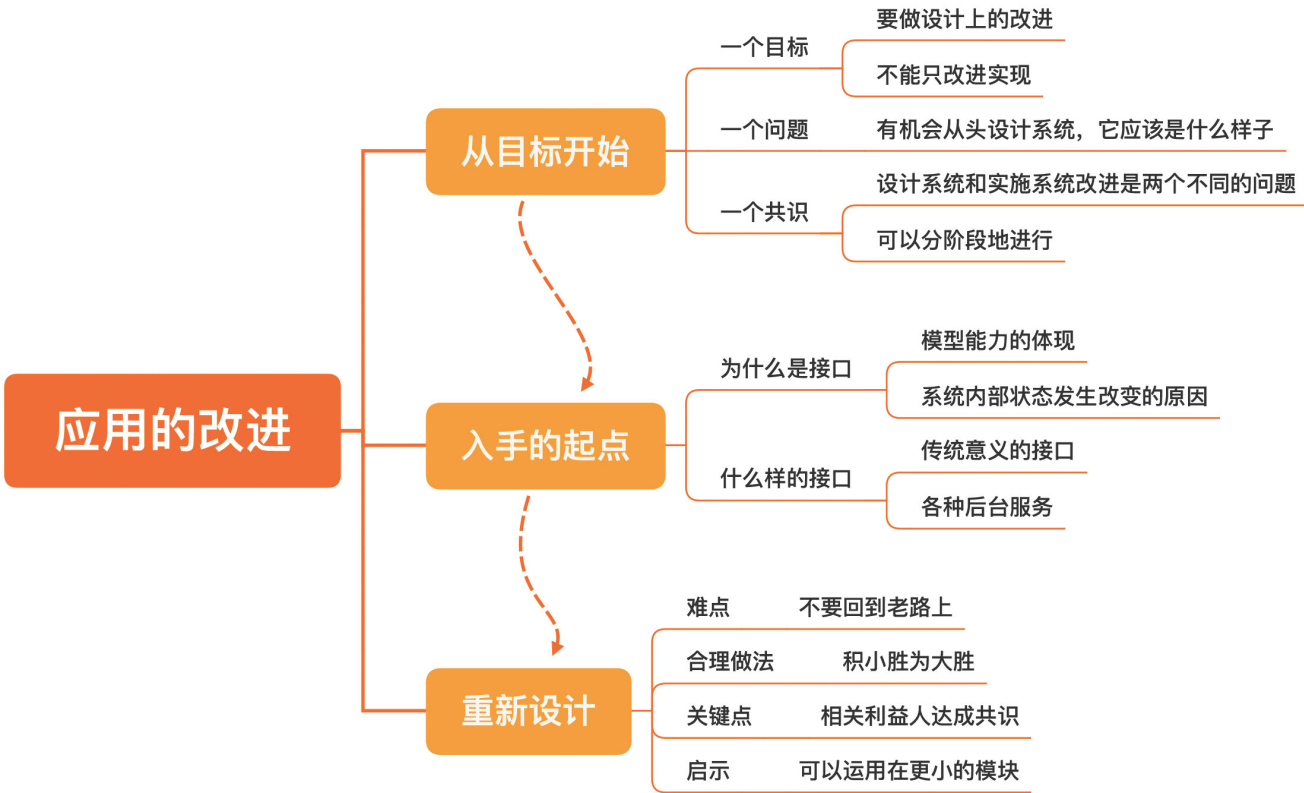 应用的改进
从目标开始
一个目标
要做设计上的改进
不能只改进实现
一个问题
有机会从头设计系统，它应该是什么样子
一个共识
设计系统和实施系统改进是两个不同的问题
可以分阶段地进行
入手的起点
为什么是接口
模型能力的体现
系统内部状态发生改变的原因
什么样的接口
传统意义的接口
各种后台服务
重新设计
难点
不要回到老路上
合理做法
积小胜为大胜
关键点
相关利益人达成共识
启示
可以运用在更小的模块